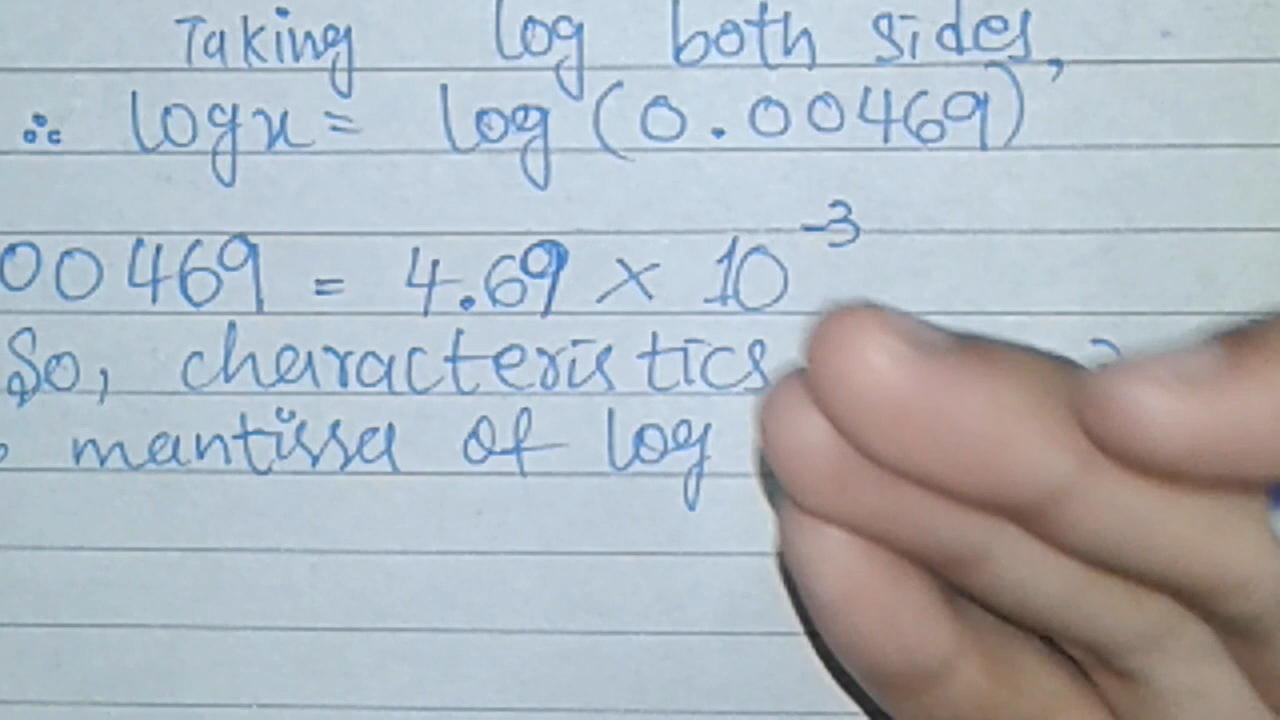 Taking log both sides,
∴ log x = log (0.00469)
00469 = 4.69 × 10⁻³
So, characteristics
mantissa of log